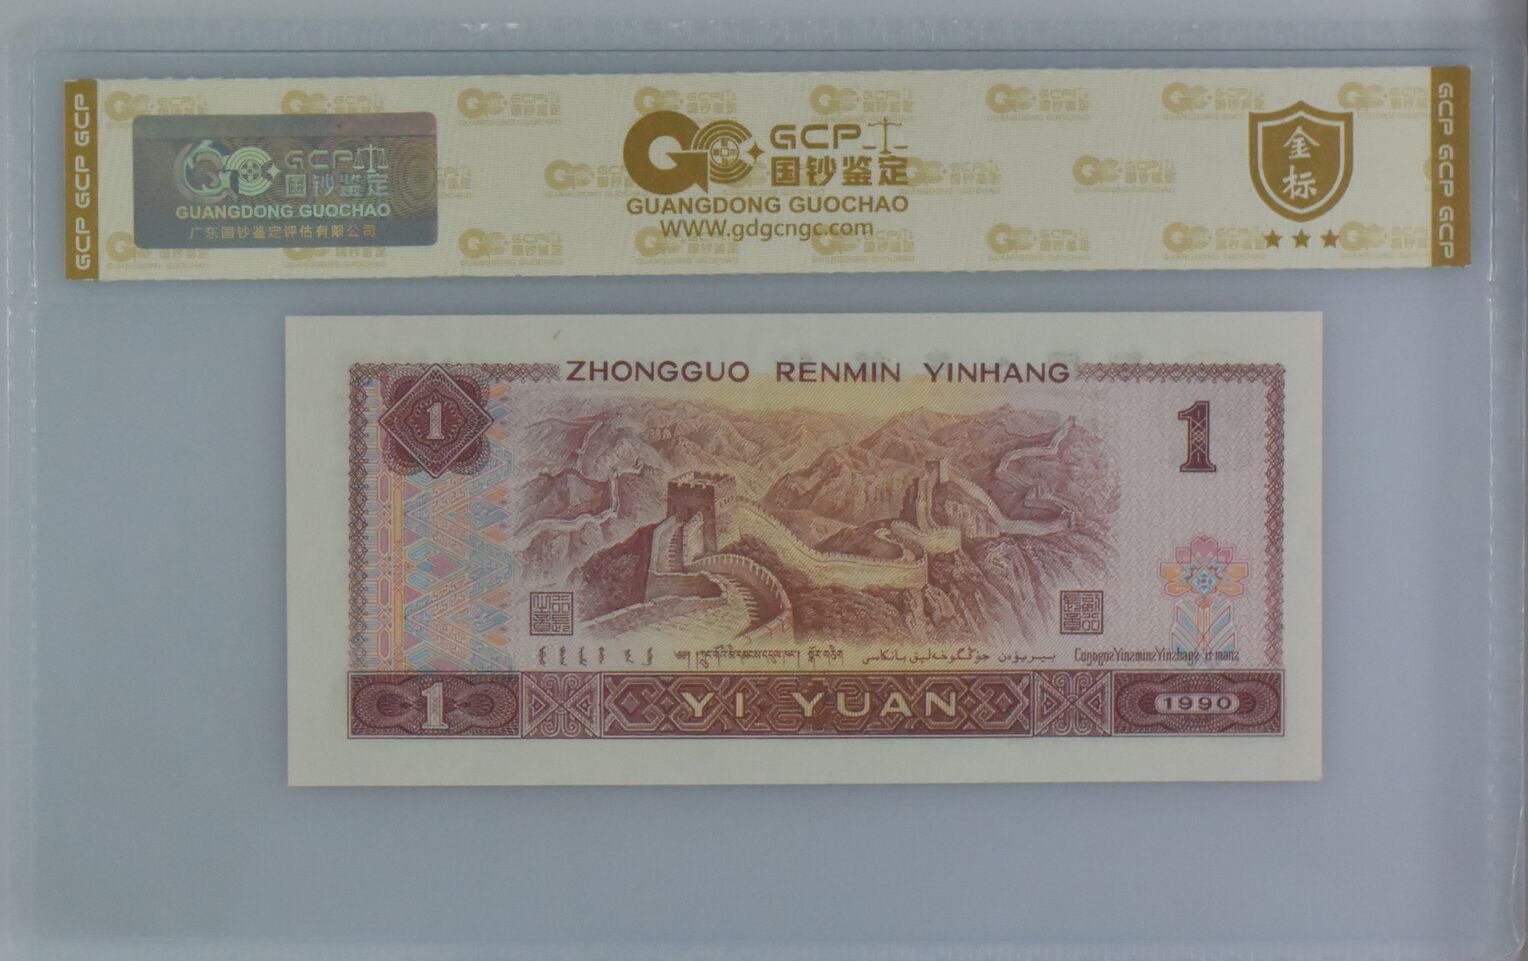 GCP GCP GCP
GCP 国钞鉴定
GUANGDONG GUOCHAO
广东国钞鉴定评估有限公司
GCP
国钞鉴定
GUANGDONG GUOCHAO
www.gdgcngc.com
金标
GCP GCP GCP
ZHONGGUO RENMIN YINHANG
1
1
1
YI YUAN
1990